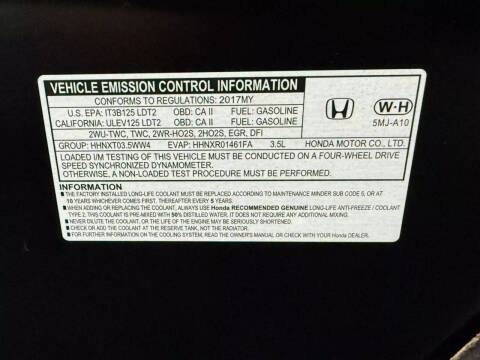 VEHICLE EMISSION CONTROL INFORMATION
CONFORMS TO REGULATIONS: 2017MY
U.S. EPA: IT3B125 LDT2 OBD: CA II FUEL: GASOLINE
CALIFORNIA: ULEV125 LDT2 OBD: CA II FUEL: GASOLINE
2WU-TWC, TWC, 2WR-HO2S, 2HO2S, EGR, DFI
GROUP: HHNXT03.5WW4 EVAP: HHNXR01461FA 3.5L
HONDA
W·H
5MJ-A10
HONDA MOTOR CO., LTD.
LOADED I/M TESTING OF THIS VEHICLE MUST BE CONDUCTED ON A FOUR-WHEEL DRIVE
SPEED SYNCHRONIZED DYNAMOMETER.
OTHERWISE, A NON-LOADED TEST PROCEDURE MUST BE PERFORMED.
INFORMATION
■ THE FACTORY INSTALLED LONG-LIFE COOLANT MUST BE REPLACED ACCORDING TO MAINTENANCE MINDER SUB CODE 5, OR AT
10 YEARS WHICHEVER COMES FIRST. THEREAFTER EVERY 5 YEARS.
■ WHEN ADDING OR REPLACING THE COOLANT, ALWAYS USE Honda RECOMMENDED GENUINE LONG-LIFE ANTI-FREEZE / COOLANT
TYPE 2, THIS COOLANT IS PRE-MIXED WITH 50% DISTILLED WATER, IT DOES NOT REQUIRE ANY ADDITIONAL MIXING.
■ NEVER DILUTE THE COOLANT, OR THE LIFE OF THE ENGINE MAY BE SERIOUSLY SHORTENED.
■ CHECK OR ADD COOLANT AT THE RESERVE TANK, NOT THE RADIATOR.
■ FOR FURTHER INFORMATION ON THE COOLING SYSTEM, READ THE OWNER'S MANUAL OR CHECK WITH YOUR Honda DEALER.